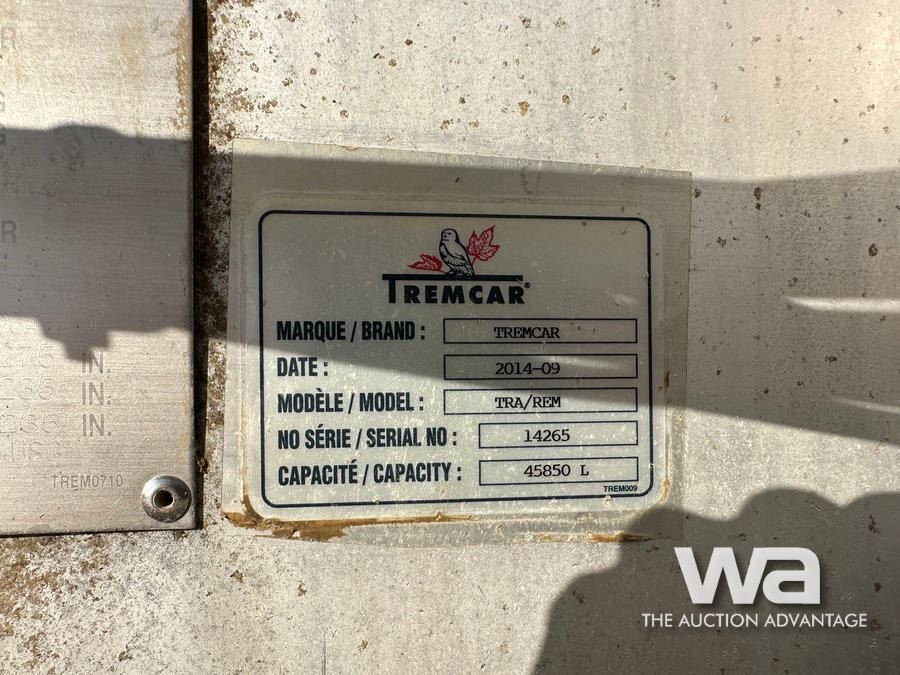 TREMCAR®
MARQUE / BRAND : TREMCAR
DATE : 2014-09
MODÈLE / MODEL : TRA/REM
NO SÉRIE / SERIAL NO : 14265
CAPACITÉ / CAPACITY : 45850 L
TREM009
R
G
R
IN.
IN.
IN.
US
TREM0710
wa
THE AUCTION ADVANTAGE